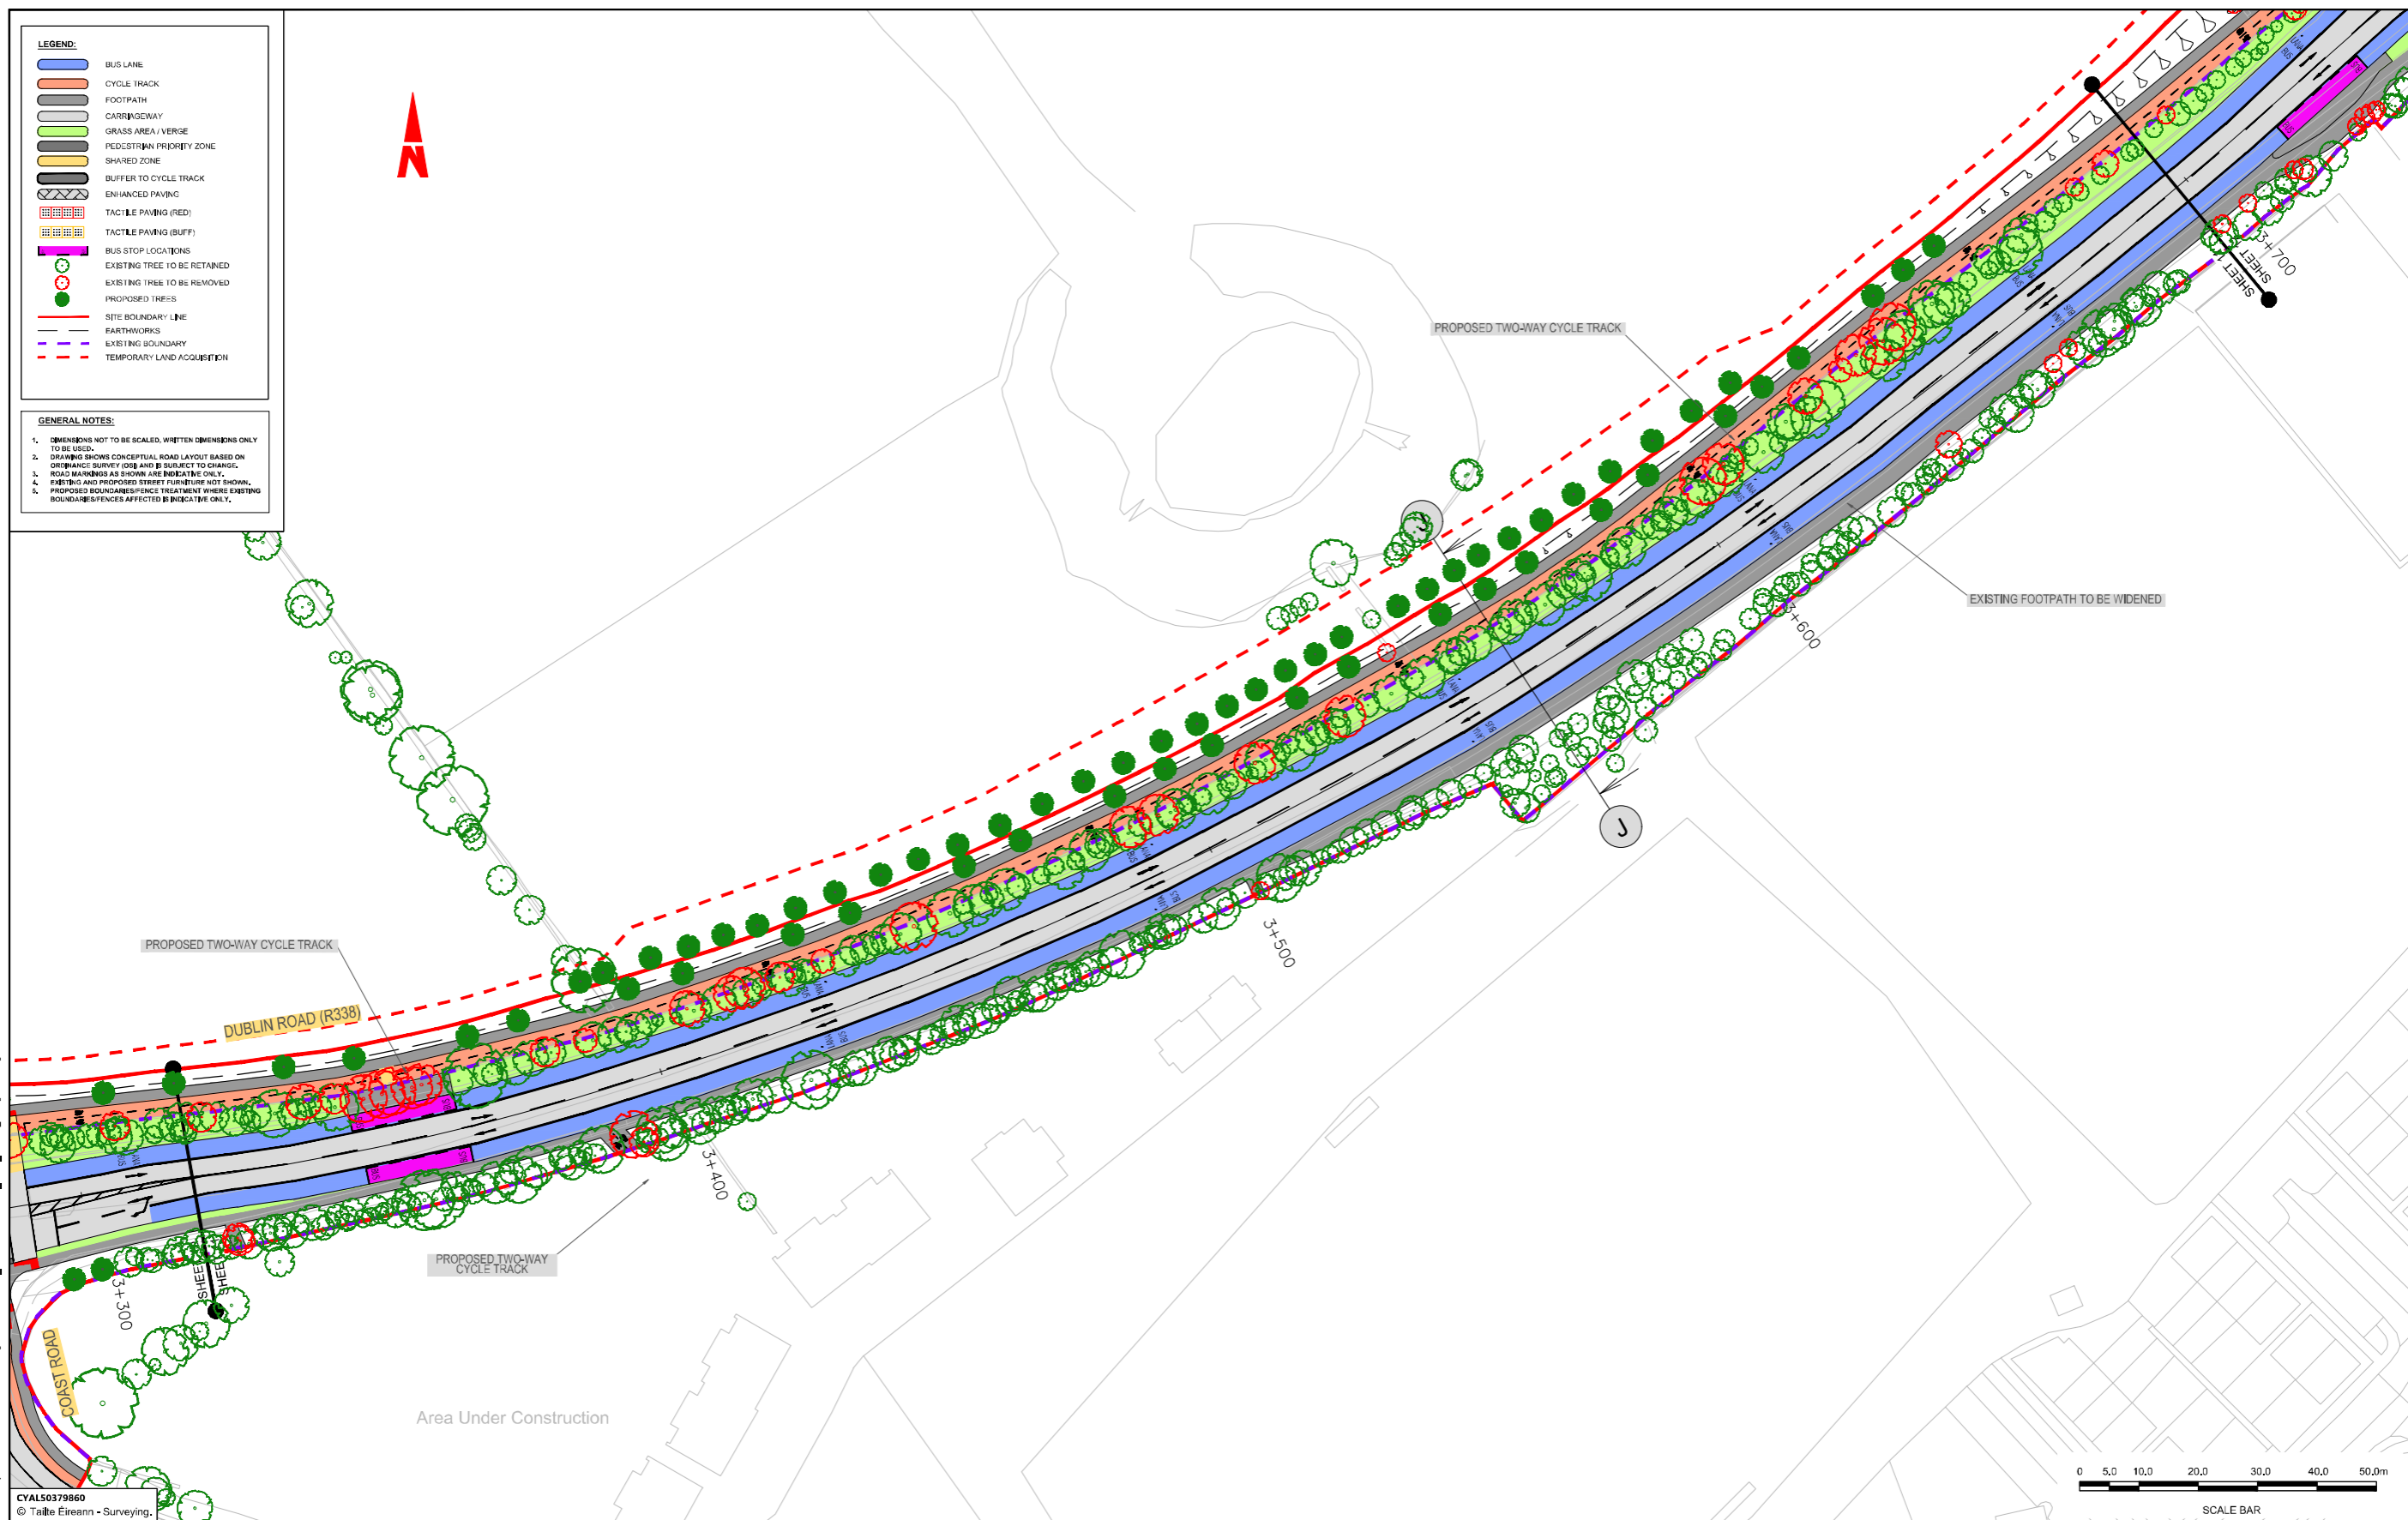 LEGEND:
BUS LANE
CYCLE TRACK
FOOTPATH
CARRIAGEWAY
GRASS AREA / VERGE
PEDESTRIAN PRIORITY ZONE
SHARED ZONE
BUFFER TO CYCLE TRACK
ENHANCED PAVING
TACTILE PAVING (RED)
TACTILE PAVING (BUFF)
BUS STOP LOCATIONS
EXISTING TREE TO BE RETAINED
EXISTING TREE TO BE REMOVED
PROPOSED TREES
SITE BOUNDARY LINE
EARTHWORKS
EXISTING BOUNDARY
TEMPORARY LAND ACQUISITION
GENERAL NOTES:
1. DIMENSIONS NOT TO BE SCALED, WRITTEN DIMENSIONS ONLY
TO BE USED.
2. DRAWING SHOWS CONCEPTUAL ROAD LAYOUT BASED ON
ORDINANCE SURVEY (OSI) AND IS SUBJECT TO CHANGE.
3. ROAD MARKINGS AS SHOWN ARE INDICATIVE ONLY.
4. EXISTING AND PROPOSED STREET FURNITURE NOT SHOWN.
5. PROPOSED BOUNDARIES/FENCE TREATMENT WHERE EXISTING
BOUNDARIES/FENCES AFFECTED IS INDICATIVE ONLY.
N
PROPOSED TWO-WAY CYCLE TRACK
3+700
SHEET
SHEET
EXISTING FOOTPATH TO BE WIDENED
3+600
J
J
3+500
PROPOSED TWO-WAY CYCLE TRACK
DUBLIN ROAD (R338)
3+400
PROPOSED TWO-WAY
CYCLE TRACK
3+300
COAST ROAD
Area Under Construction
CYAL50379860
© Tailte Éireann - Surveying.
0 5.0 10.0 20.0 30.0 40.0 50.0m
SCALE BAR